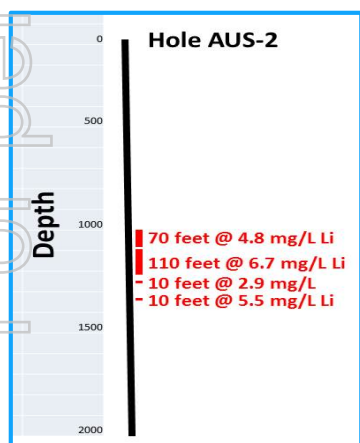 0
Hole AUS-2
500
Depth
1000
70 feet @ 4.8 mg/L Li
110 feet @ 6.7 mg/L Li
10 feet @ 2.9 mg/L
10 feet @ 5.5 mg/L Li
1500
2000